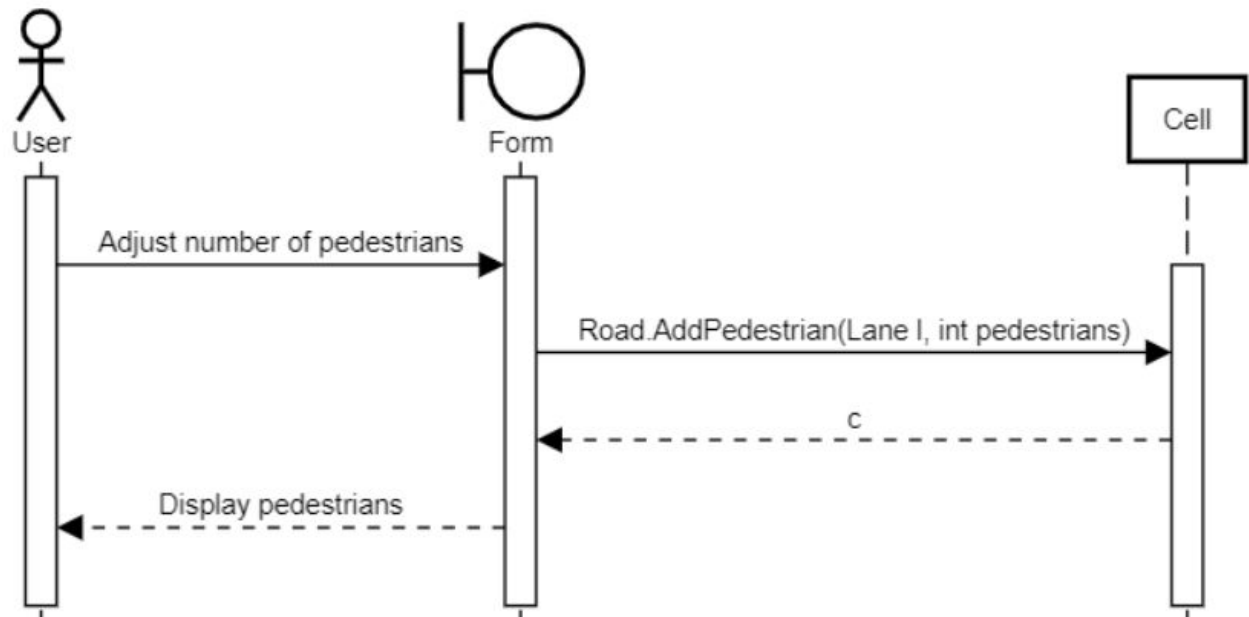 User
Form
Cell
Adjust number of pedestrians
Road.AddPedestrian(Lane l, int pedestrians)
c
Display pedestrians